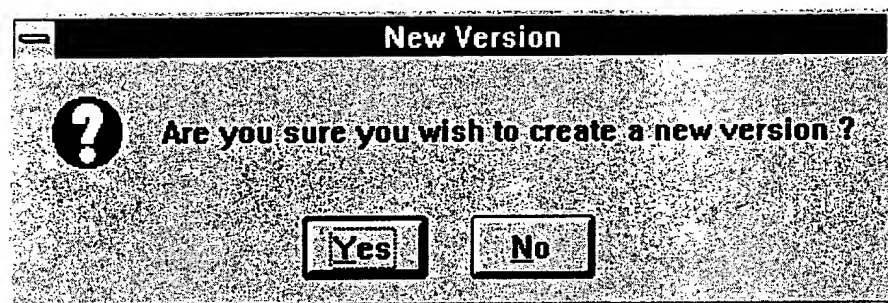 New Version
Are you sure you wish to create a new version ?
Yes
No